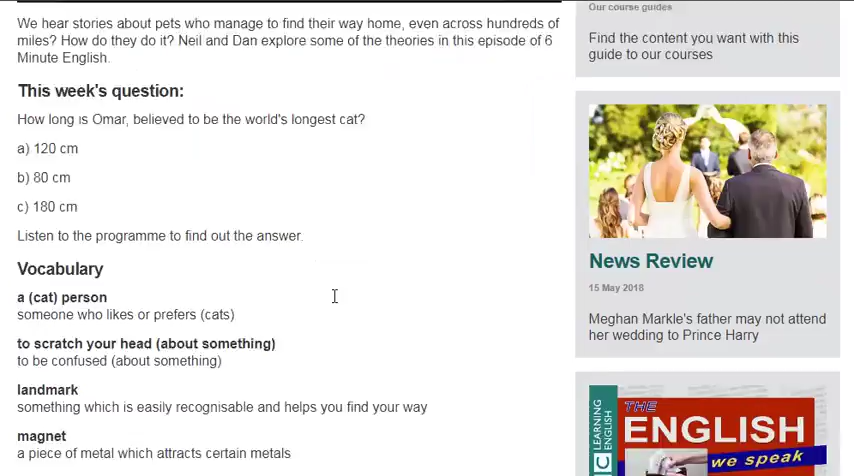 We hear stories about pets who manage to find their way home, even across hundreds of
miles? How do they do it? Neil and Dan explore some of the theories in this episode of 6
Minute English.
This week's question:
How long is Omar, believed to be the world's longest cat?
a) 120 cm
b) 80 cm
c) 180 cm
Listen to the programme to find out the answer.
Vocabulary
a (cat) person
someone who likes or prefers (cats)
to scratch your head (about something)
to be confused (about something)
landmark
something which is easily recognisable and helps you find your way
magnet
a piece of metal which attracts certain metals
Our course guides
Find the content you want with this
guide to our courses
News Review
15 May 2018
Meghan Markle's father may not attend
her wedding to Prince Harry
LEARNING
ENGLISH
C
THE
ENGLISH
we speak